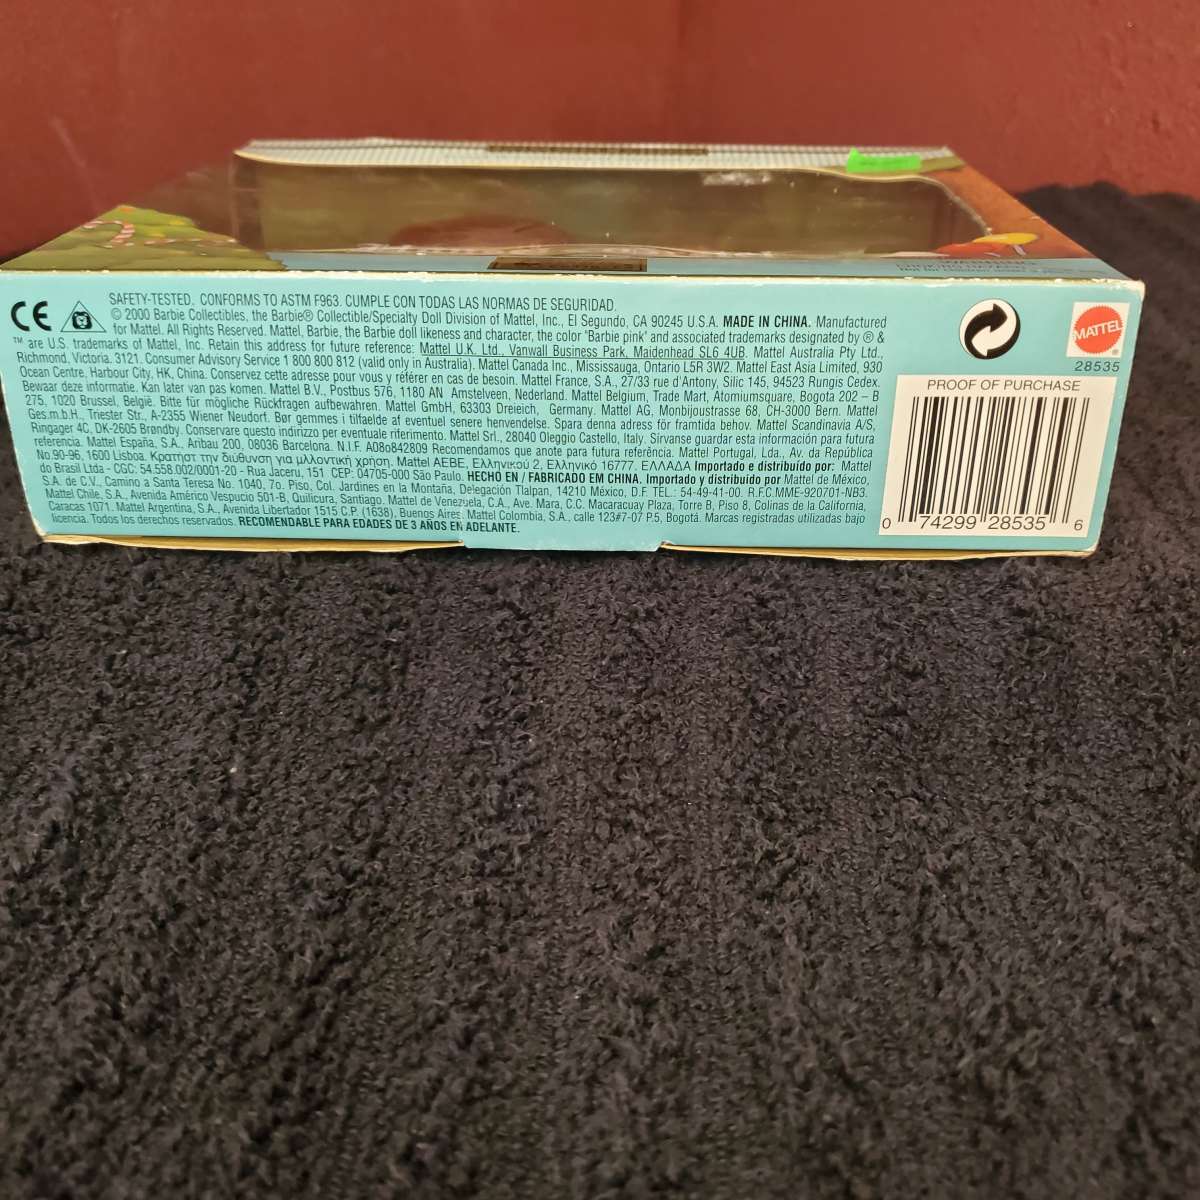 SAFETY-TESTED. CONFORMS TO ASTM F963. CUMPLE CON TODAS LAS NORMAS DE SEGURIDAD.
© 2000 Barbie Collectibles, the Barbie® Collectible/Specialty Doll Division of Mattel, Inc., El Segundo, CA 90245 U.S.A. MADE IN CHINA. Manufactured
for Mattel. All Rights Reserved. Mattel, Barbie, the Barbie doll likeness and character, the color "Barbie pink" and associated trademarks designated by ® &
™ are U.S. trademarks of Mattel, Inc. Retain this address for future reference: Mattel U.K. Ltd., Vanwall Business Park, Maidenhead SL6 4UB. Mattel Australia Pty Ltd.,
Richmond, Victoria. 3121. Consumer Advisory Service 1 800 800 812 (valid only in Australia). Mattel Canada Inc., Mississauga, Ontario L5R 3W2. Mattel East Asia Limited, 930
Ocean Centre, Harbour City, HK, China. Conservez cette adresse pour vous y référer en cas de besoin. Mattel France, S.A., 27/33 rue d'Antony, Silic 145, 94523 Rungis Cedex.
Bewaar deze informatie. Kan later van pas komen. Mattel B.V., Postbus 576, 1180 AN Amstelveen, Nederland. Mattel Belgium, Trade Mart, Atomiumsquare, Bogota 202 – B
275, 1020 Brussel, België. Bitte für mögliche Rückfragen aufbewahren. Mattel GmbH, 63303 Dreieich, Germany. Mattel AG, Monbijoustrasse 68, CH-3000 Bern. Mattel
Ges.m.b.H., Triester Str., A-2355 Wiener Neudorf. Bør gemmes i tilfælde af eventuel senere henvendelse. Spara denna adress för framtida behov. Mattel Scandinavia A/S,
Ringager 4C, DK-2605 Brøndby. Conservare questo indirizzo per eventuale riferimento. Mattel Srl., 28040 Oleggio Castello, Italy. Sírvanse guardar esta información para futura
referencia. Mattel España, S.A., Aribau 200, 08036 Barcelona. N.I.F. A08o842809 Recomendamos que anote para futura referência. Mattel Portugal, Lda., Av. da República
No.90-96, 1600 Lisboa. Κρατήστ την διύθυνση για μλλοντική χρήση. Mattel AEBE, Ελληνικού 2, Ελληνικό 16777. ΕΛΛΑΔΑ Importado e distribuído por: Mattel
do Brasil Ltda - CGC: 54.558.002/0001-20 - Rua Jaceru, 151 CEP: 04705-000 São Paulo. HECHO EN / FABRICADO EM CHINA. Importado y distribuido por Mattel de México,
S.A. de C.V., Camino a Santa Teresa No. 1040, 7o. Piso, Col. Jardines en la Montaña, Delegación Tlalpan, 14210 México, D.F. TEL.: 54-49-41-00. R.F.C.MME-920701-NB3.
Mattel Chile, S.A., Avenida Américo Vespucio 501-B, Quilicura, Santiago. Mattel de Venezuela, C.A., Ave. Mara, C.C. Macaracuay Plaza, Torre B, Piso 8, Colinas de la California,
Caracas 1071. Mattel Argentina, S.A., Avenida Libertador 1515 C.P. (1638), Buenos Aires. Mattel Colombia, S.A., calle 123#7-07 P.5, Bogotá. Marcas registradas utilizadas bajo
licencia. Todos los derechos reservados. RECOMENDABLE PARA EDADES DE 3 AÑOS EN ADELANTE.
CE
MATTEL
®
28535
PROOF OF PURCHASE
0 74299 28535 6